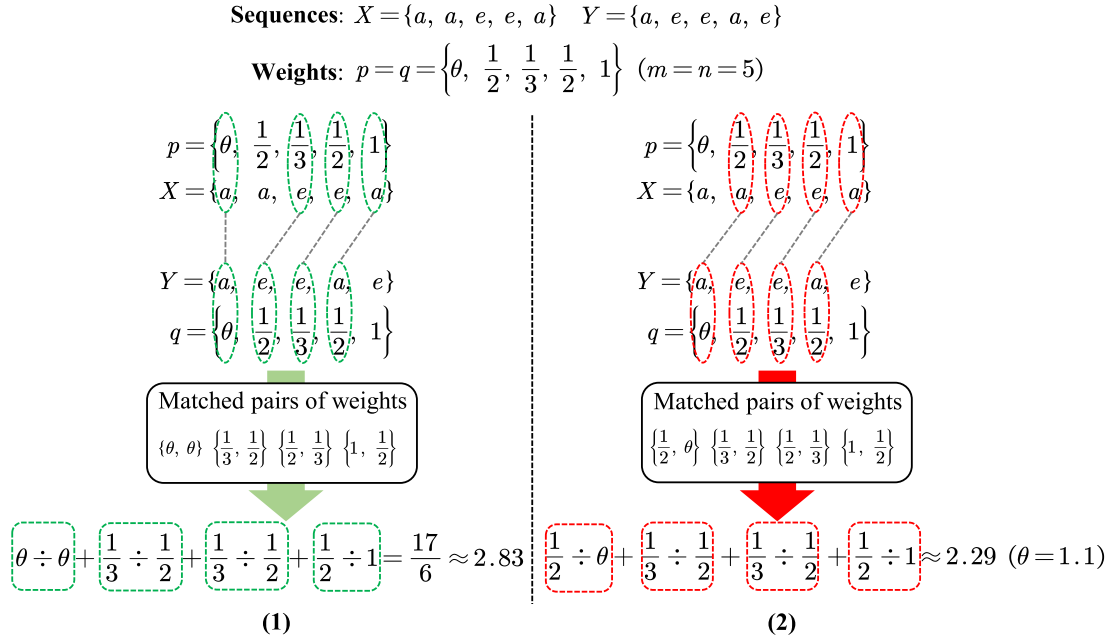 Sequences: X = {a, a, e, e, a} Y = {a, e, e, a, e}
Weights: p = q = {θ, 1/2, 1/3, 1/2, 1} (m = n = 5)
p = {θ, 1/2, 1/3, 1/2, 1}
X = {a, a, e, e, a}
Y = {a, e, e, a, e}
q = {θ, 1/2, 1/3, 1/2, 1}
Matched pairs of weights
{θ, θ} {1/3, 1/2} {1/2, 1/3} {1, 1/2}
θ ÷ θ + 1/3 ÷ 1/2 + 1/3 ÷ 1/2 + 1/2 ÷ 1 = 17/6 ≈ 2.83
(1)
p = {θ, 1/2, 1/3, 1/2, 1}
X = {a, a, e, e, a}
Y = {a, e, e, a, e}
q = {θ, 1/2, 1/3, 1/2, 1}
Matched pairs of weights
{1/2, θ} {1/3, 1/2} {1/2, 1/3} {1, 1/2}
1/2 ÷ θ + 1/3 ÷ 1/2 + 1/3 ÷ 1/2 + 1/2 ÷ 1 ≈ 2.29 (θ = 1.1)
(2)